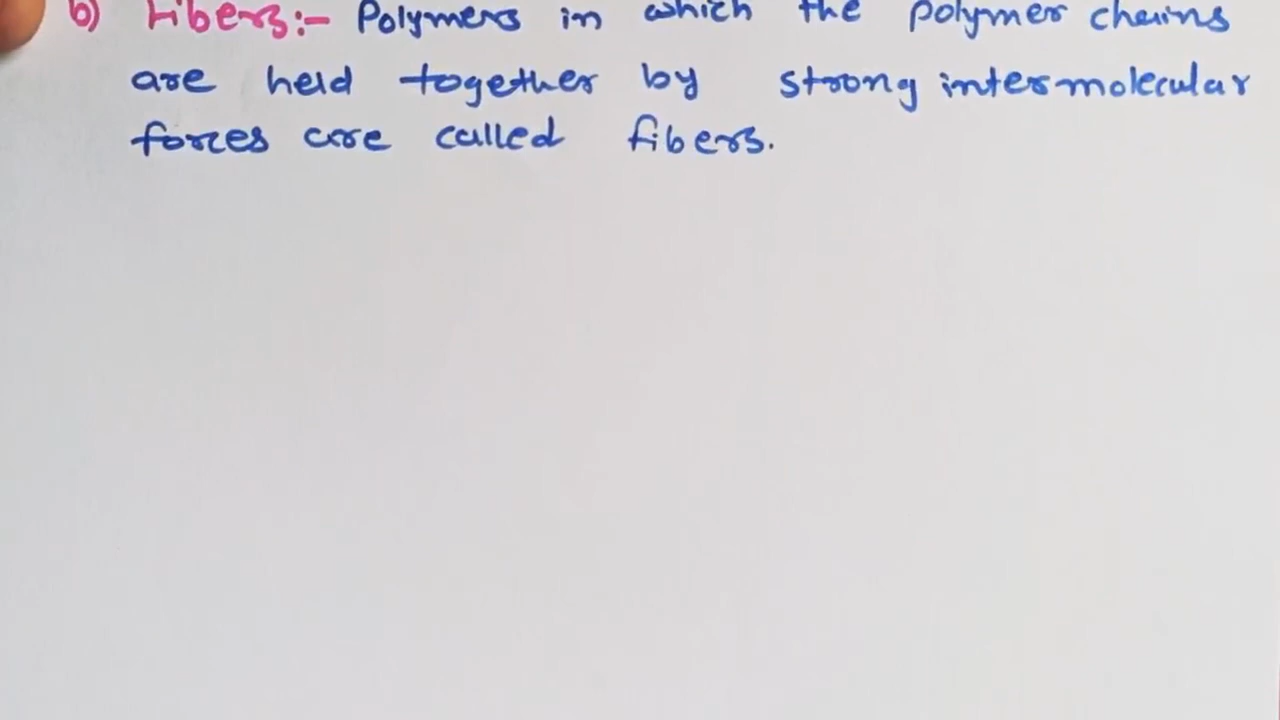 b) Fibers:- Polymers in which the polymer chains
are held together by strong intermolecular
forces are called fibers.